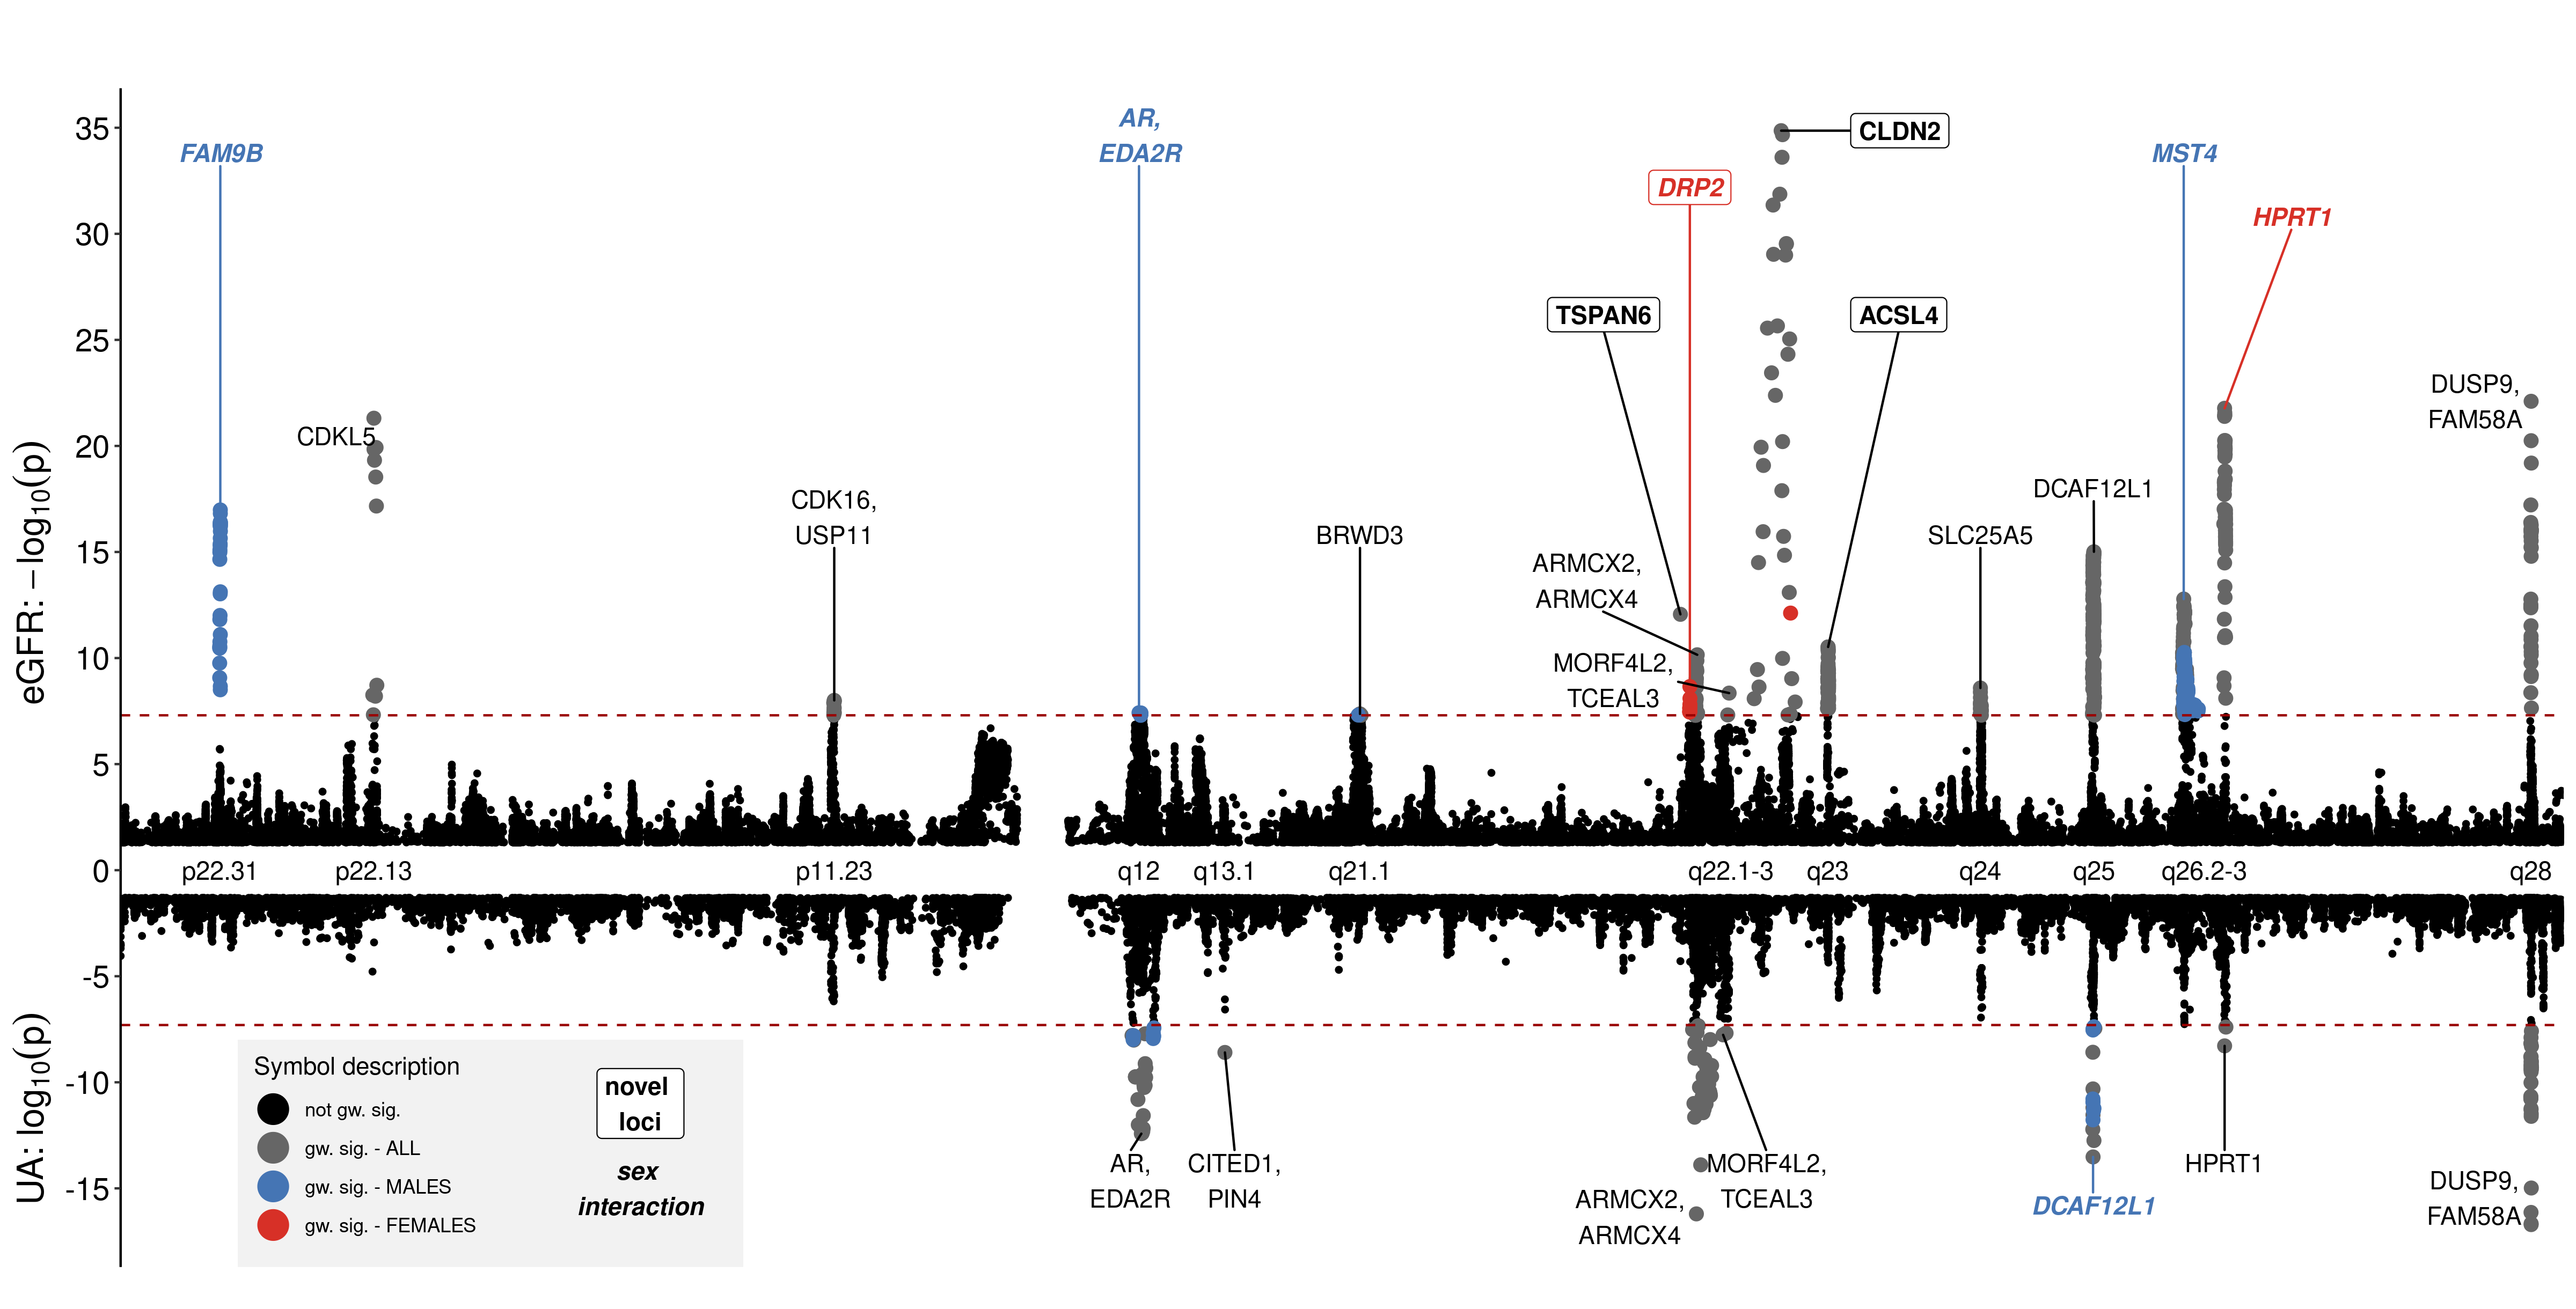 AR,
FAM9B
EDA2R
CLDN2
MST4
DRP2
HPRT1
TSPAN6
ACSL4
DUSP9,
FAM58A
CDKL5
CDK16,
USP11
BRWD3
ARMCX2,
ARMCX4
MORF4L2,
TCEAL3
SLC25A5
DCAF12L1
eGFR: −log10(p)
35
30
25
20
15
10
5
0
p22.31
p22.13
p11.23
q12
q13.1
q21.1
q22.1-3
q23
q24
q25
q26.2-3
q28
UA: log10(p)
-5
-10
-15
Symbol description
not gw. sig.
gw. sig. - ALL
gw. sig. - MALES
gw. sig. - FEMALES
novel
loci
sex
interaction
AR,
EDA2R
CITED1,
PIN4
ARMCX2,
ARMCX4
MORF4L2,
TCEAL3
DCAF12L1
HPRT1
DUSP9,
FAM58A